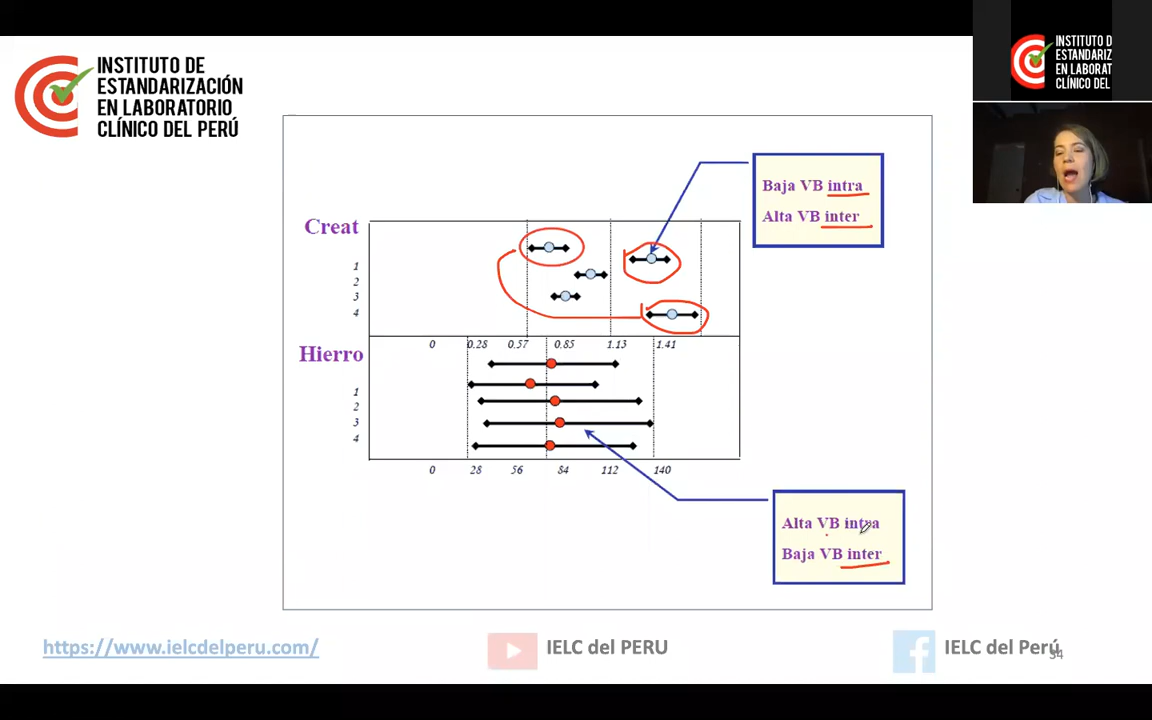 INSTITUTO DE
ESTANDARIZACIÓN
EN LABORATORIO
CLÍNICO DEL PERÚ
INSTITUTO D
ESTANDARIZ
EN LABORAT
CLÍNICO DEL
Baja VB intra
Alta VB inter
Creat
1
2
3
4
0 0.28 0.57 0.85 1.13 1.41
Hierro
1
2
3
4
0 28 56 84 112 140
Alta VB intra
Baja VB inter
https://www.ielcdelperu.com/
IELC del PERU
IELC del Perú
34